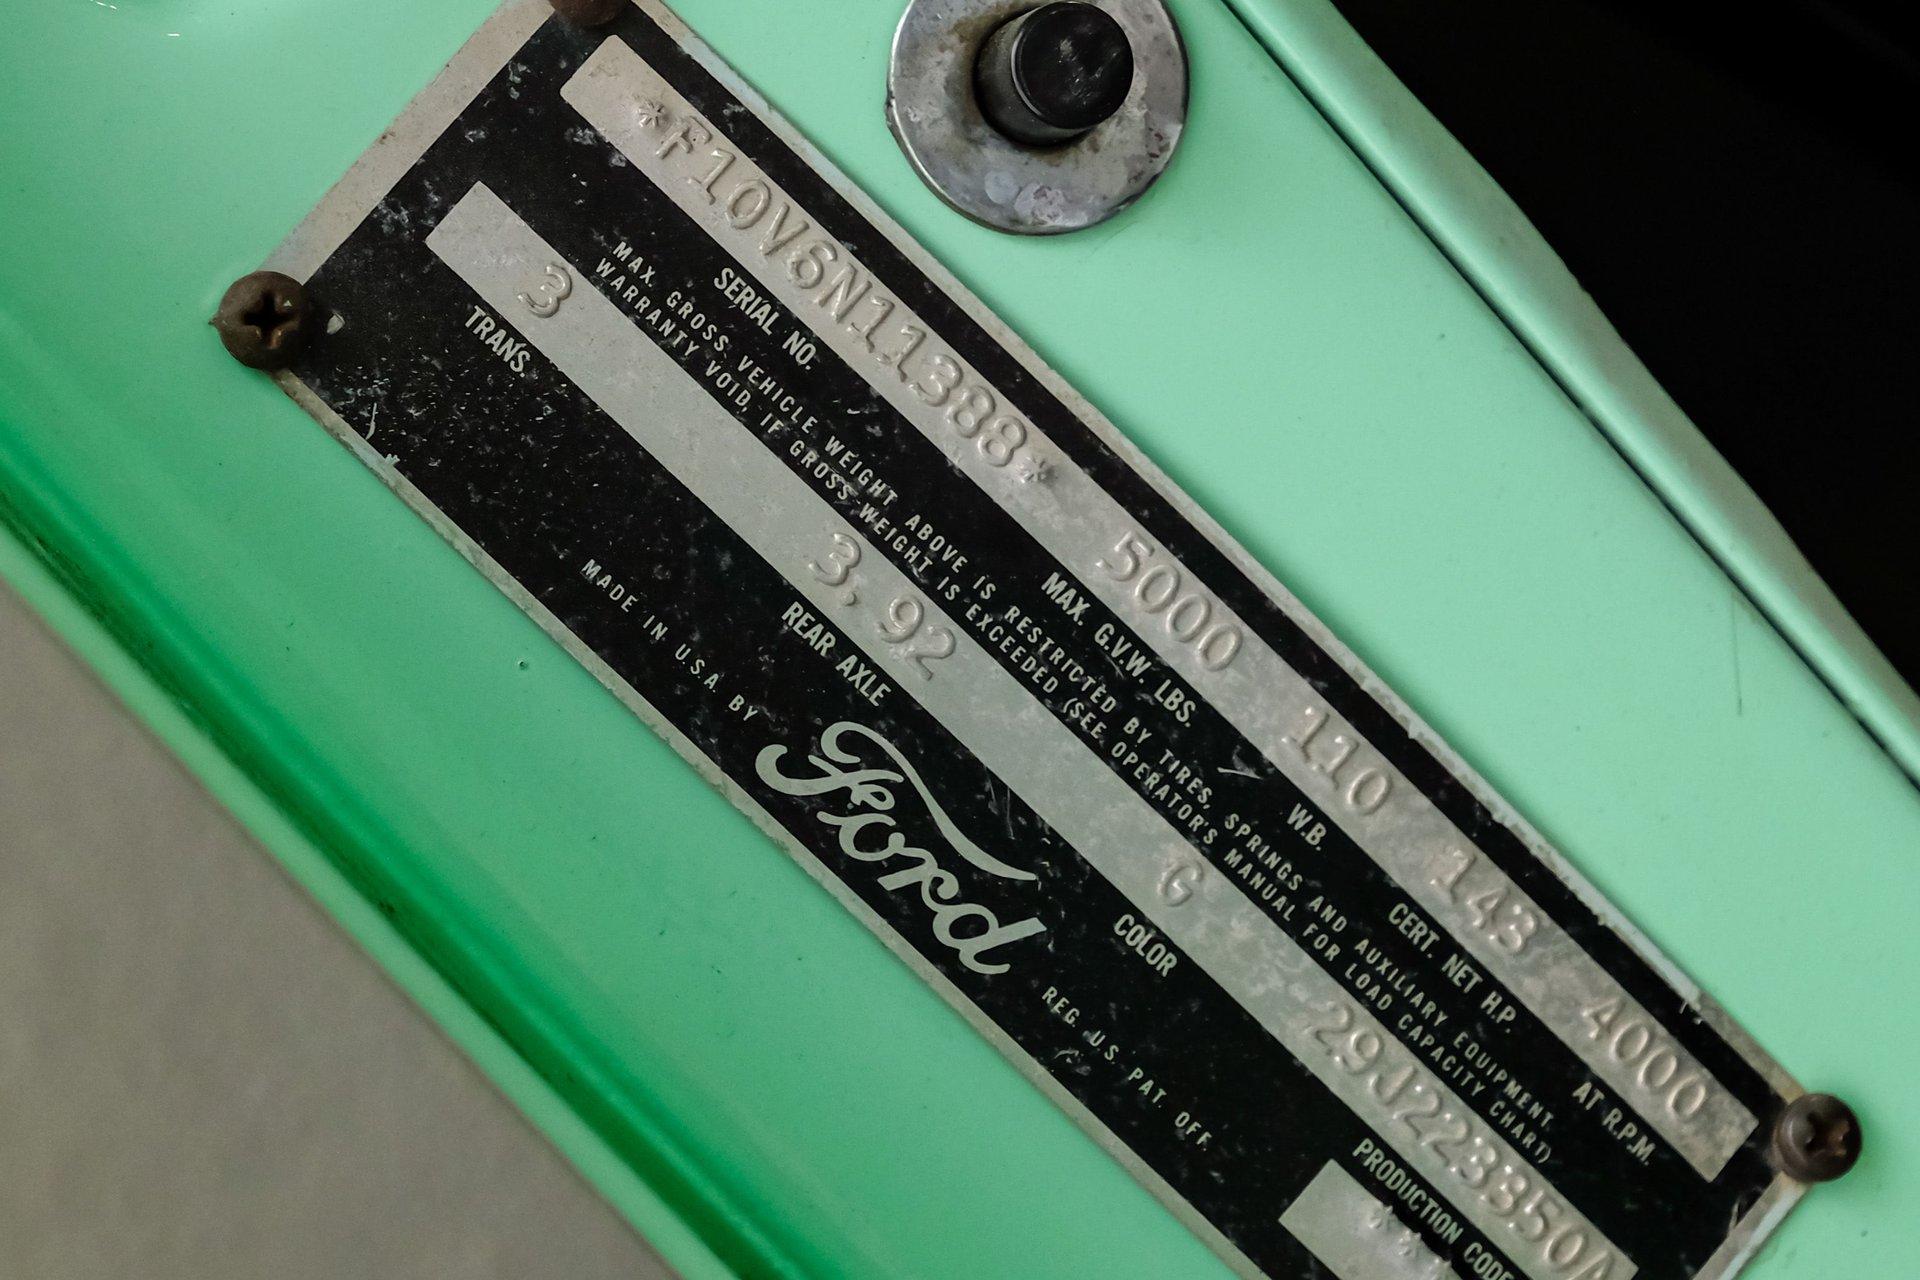 *F10V6N11388* 5000 110 143 4000
SERIAL NO. MAX. G.V.W. LBS. W.B. CERT. NET H.P. AT R.P.M.
MAX. GROSS VEHICLE WEIGHT ABOVE IS RESTRICTED BY TIRES, SPRINGS AND AUXILIARY EQUIPMENT.
WARRANTY VOID, IF GROSS WEIGHT IS EXCEEDED (SEE OPERATOR'S MANUAL FOR LOAD CAPACITY CHART)
3 3,92 G 29J223350A
TRANS. REAR AXLE COLOR PRODUCTION CODE
MADE IN U.S.A. BY Ford REG. U.S. PAT. OFF.
**